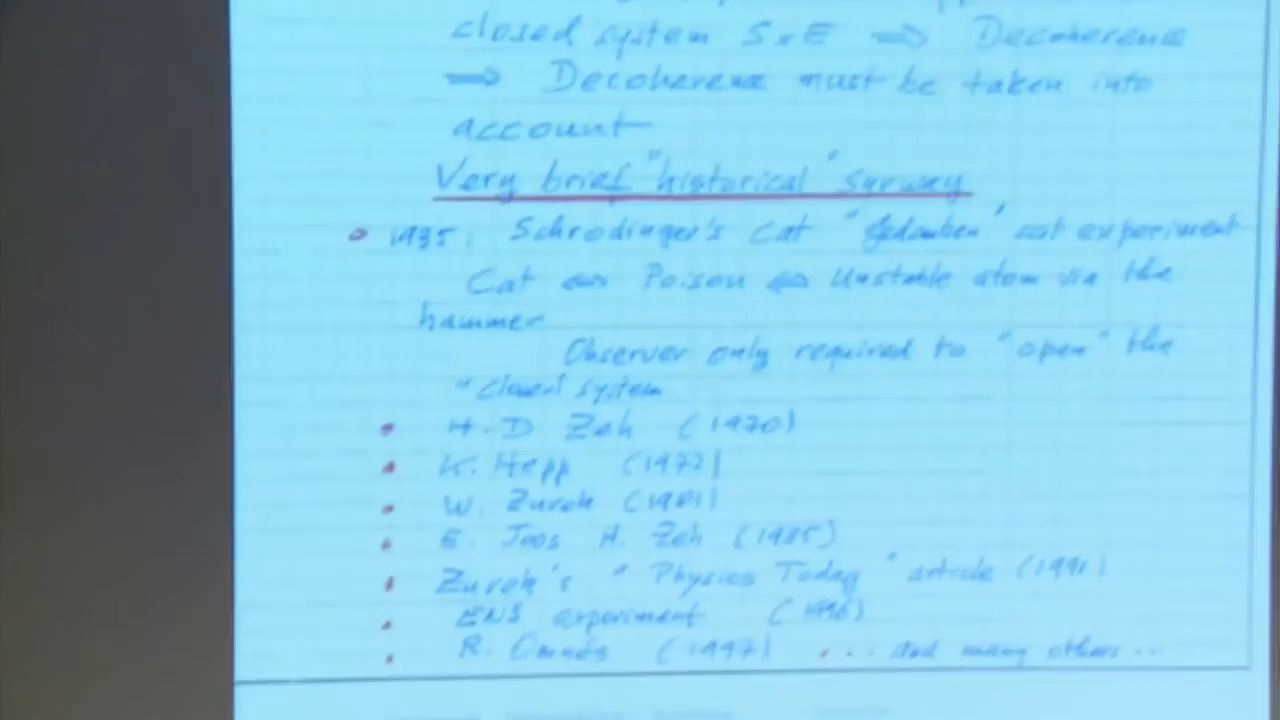 closed system S x E ⇒ Decoherence
⇒ Decoherence must be taken into
account
Very brief "historical" survay
1935: Schrodinger's cat "Gedanken" cat experiment
Cat ⇔ Poison ⇔ Unstable atom via the
hammer
Observer only required to "open" the
"closed" system
H.D Zeh (1970)
K. Hepp (1972)
W. Zurek (1981)
E. Joos H. Zeh (1985)
Zurek's "Physics Today" article (1991)
ENS experiment (1996)
R. Omnès (1997) ... and many others ...